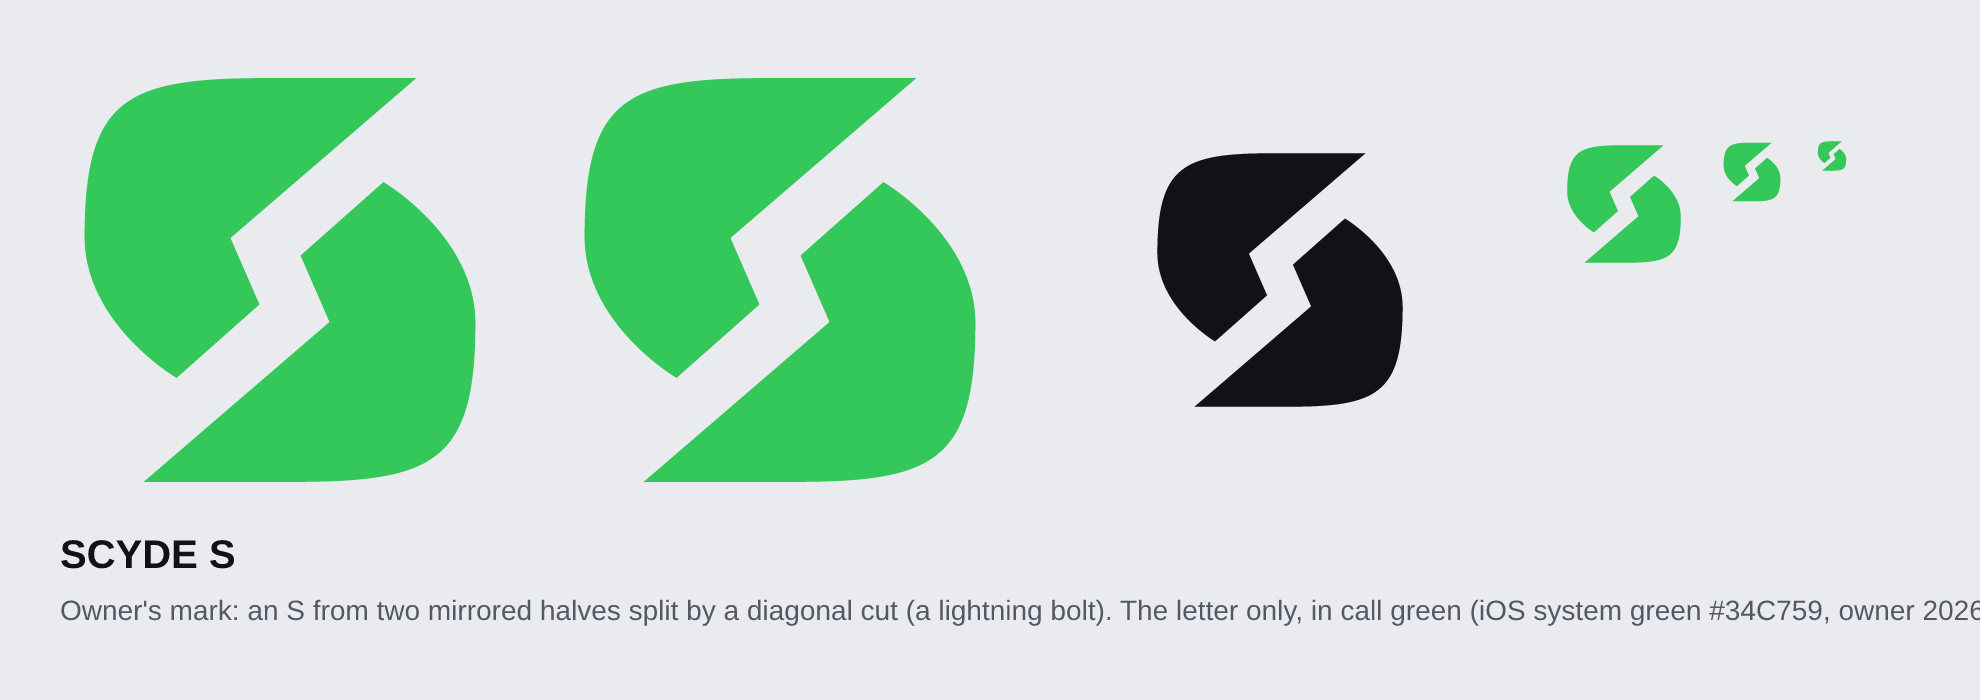 SCYDE S
Owner's mark: an S from two mirrored halves split by a diagonal cut (a lightning bolt). The letter only, in call green (iOS system green #34C759, owner 2026